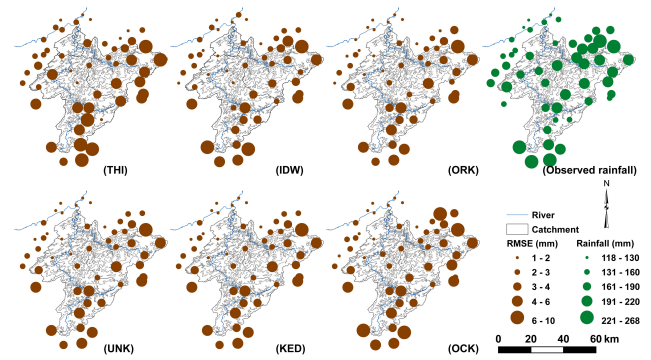 (THI) (IDW) (ORK) (Observed rainfall)
N
River
Catchment
RMSE (mm) Rainfall (mm)
1 - 2 118 - 130
2 - 3 131 - 160
3 - 4 161 - 190
4 - 6 191 - 220
6 - 10 221 - 268
0 20 40 60 km
(UNK) (KED) (OCK)